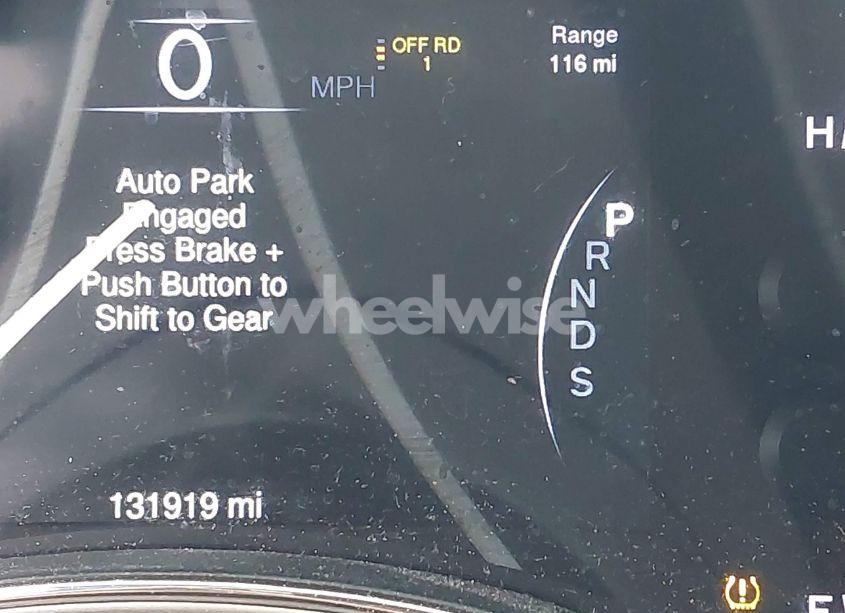 0 MPH
OFF RD
1
Range
116 mi
Auto Park
Engaged
Press Brake +
Push Button to
Shift to Gear
P
R
N
D
S
wheelwise
131919 mi